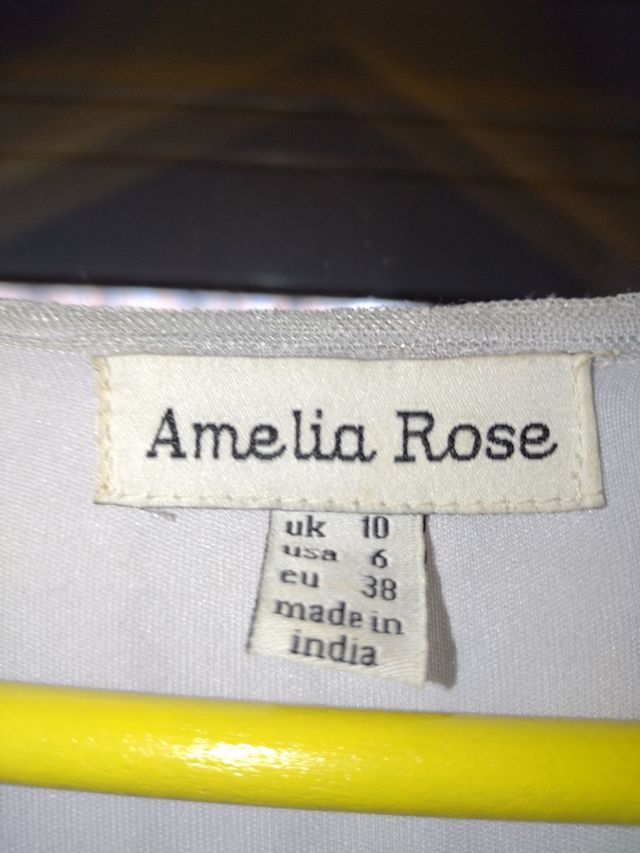 Amelia Rose
uk 10
usa 6
eu 38
made in
india